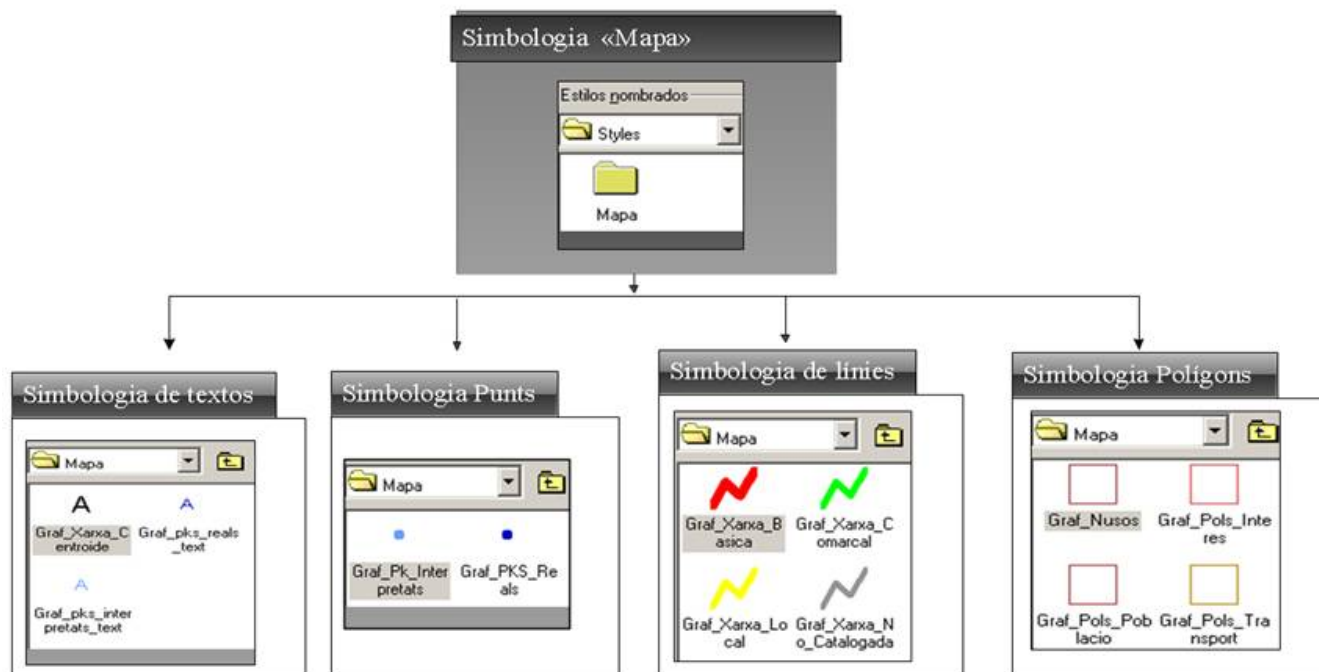 Simbologia «Mapa»
Estilos nombrados
Styles
Mapa
Simbologia de textos
Mapa
Graf_Xarxa_C
entroide
Graf_pks_reals
_text
Graf_pks_inter
pretats_text
Simbologia Punts
Mapa
Graf_Pk_Inter
pretats
Graf_PKS_Re
als
Simbologia de línies
Mapa
Graf_Xarxa_B
asica
Graf_Xarxa_C
omarcal
Graf_Xarxa_Lo
cal
Graf_Xarxa_N
o_Catalogada
Simbologia Polígons
Mapa
Graf_Nusos
Graf_Pols_Inte
res
Graf_Pols_Pob
lacio
Graf_Pols_Tra
nsport